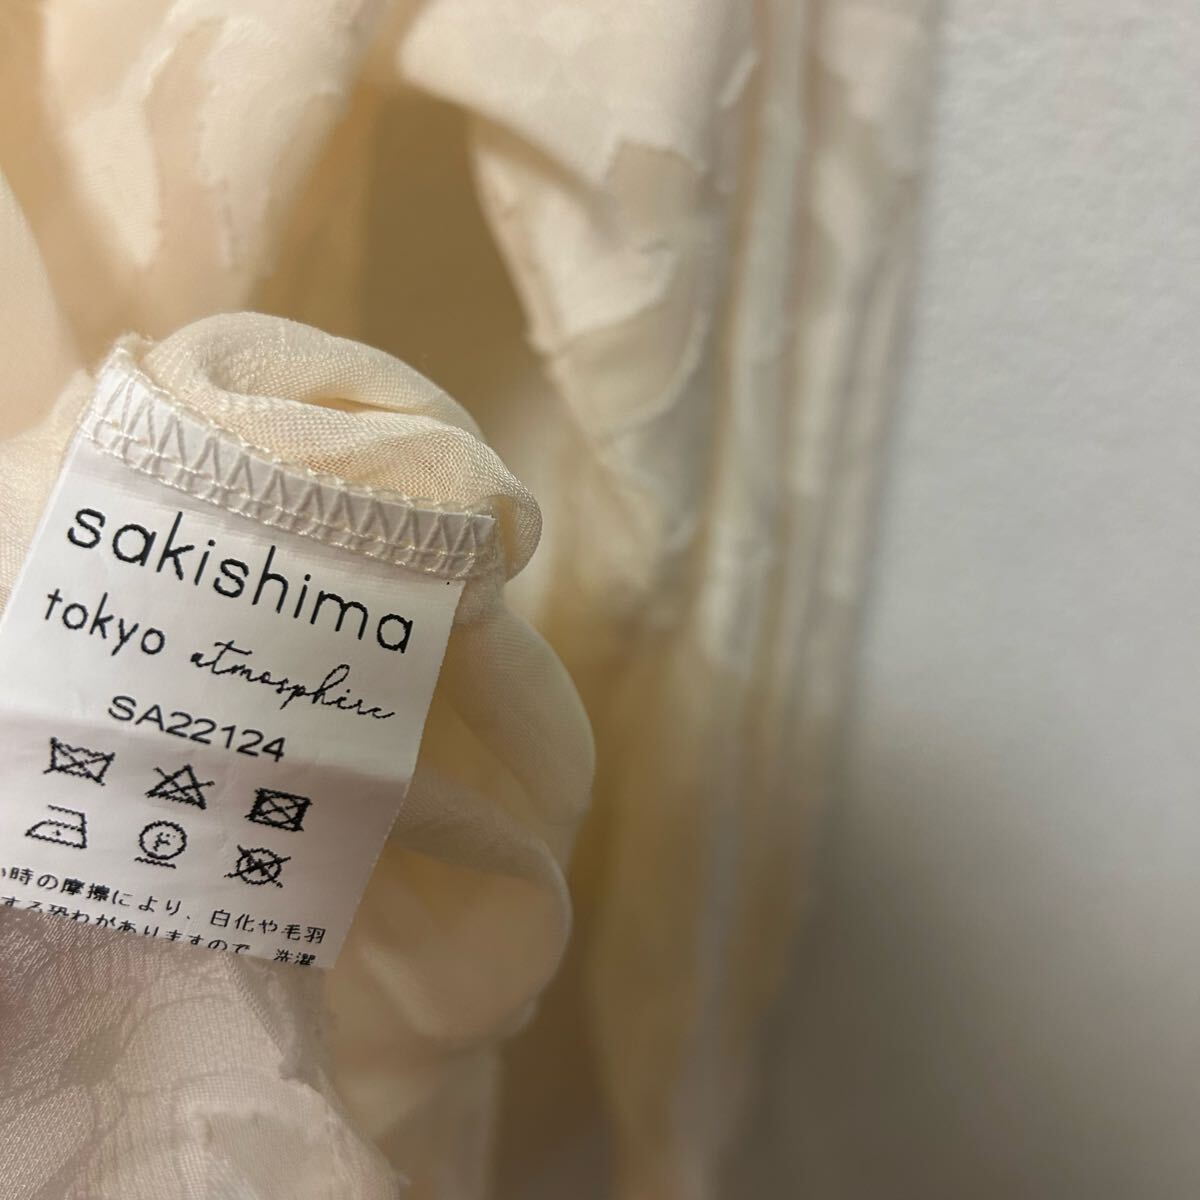 sakishima
tokyo atmosphere
SA22124
F
時の摩擦により、白化や毛羽
する恐れがありますので、洗濯